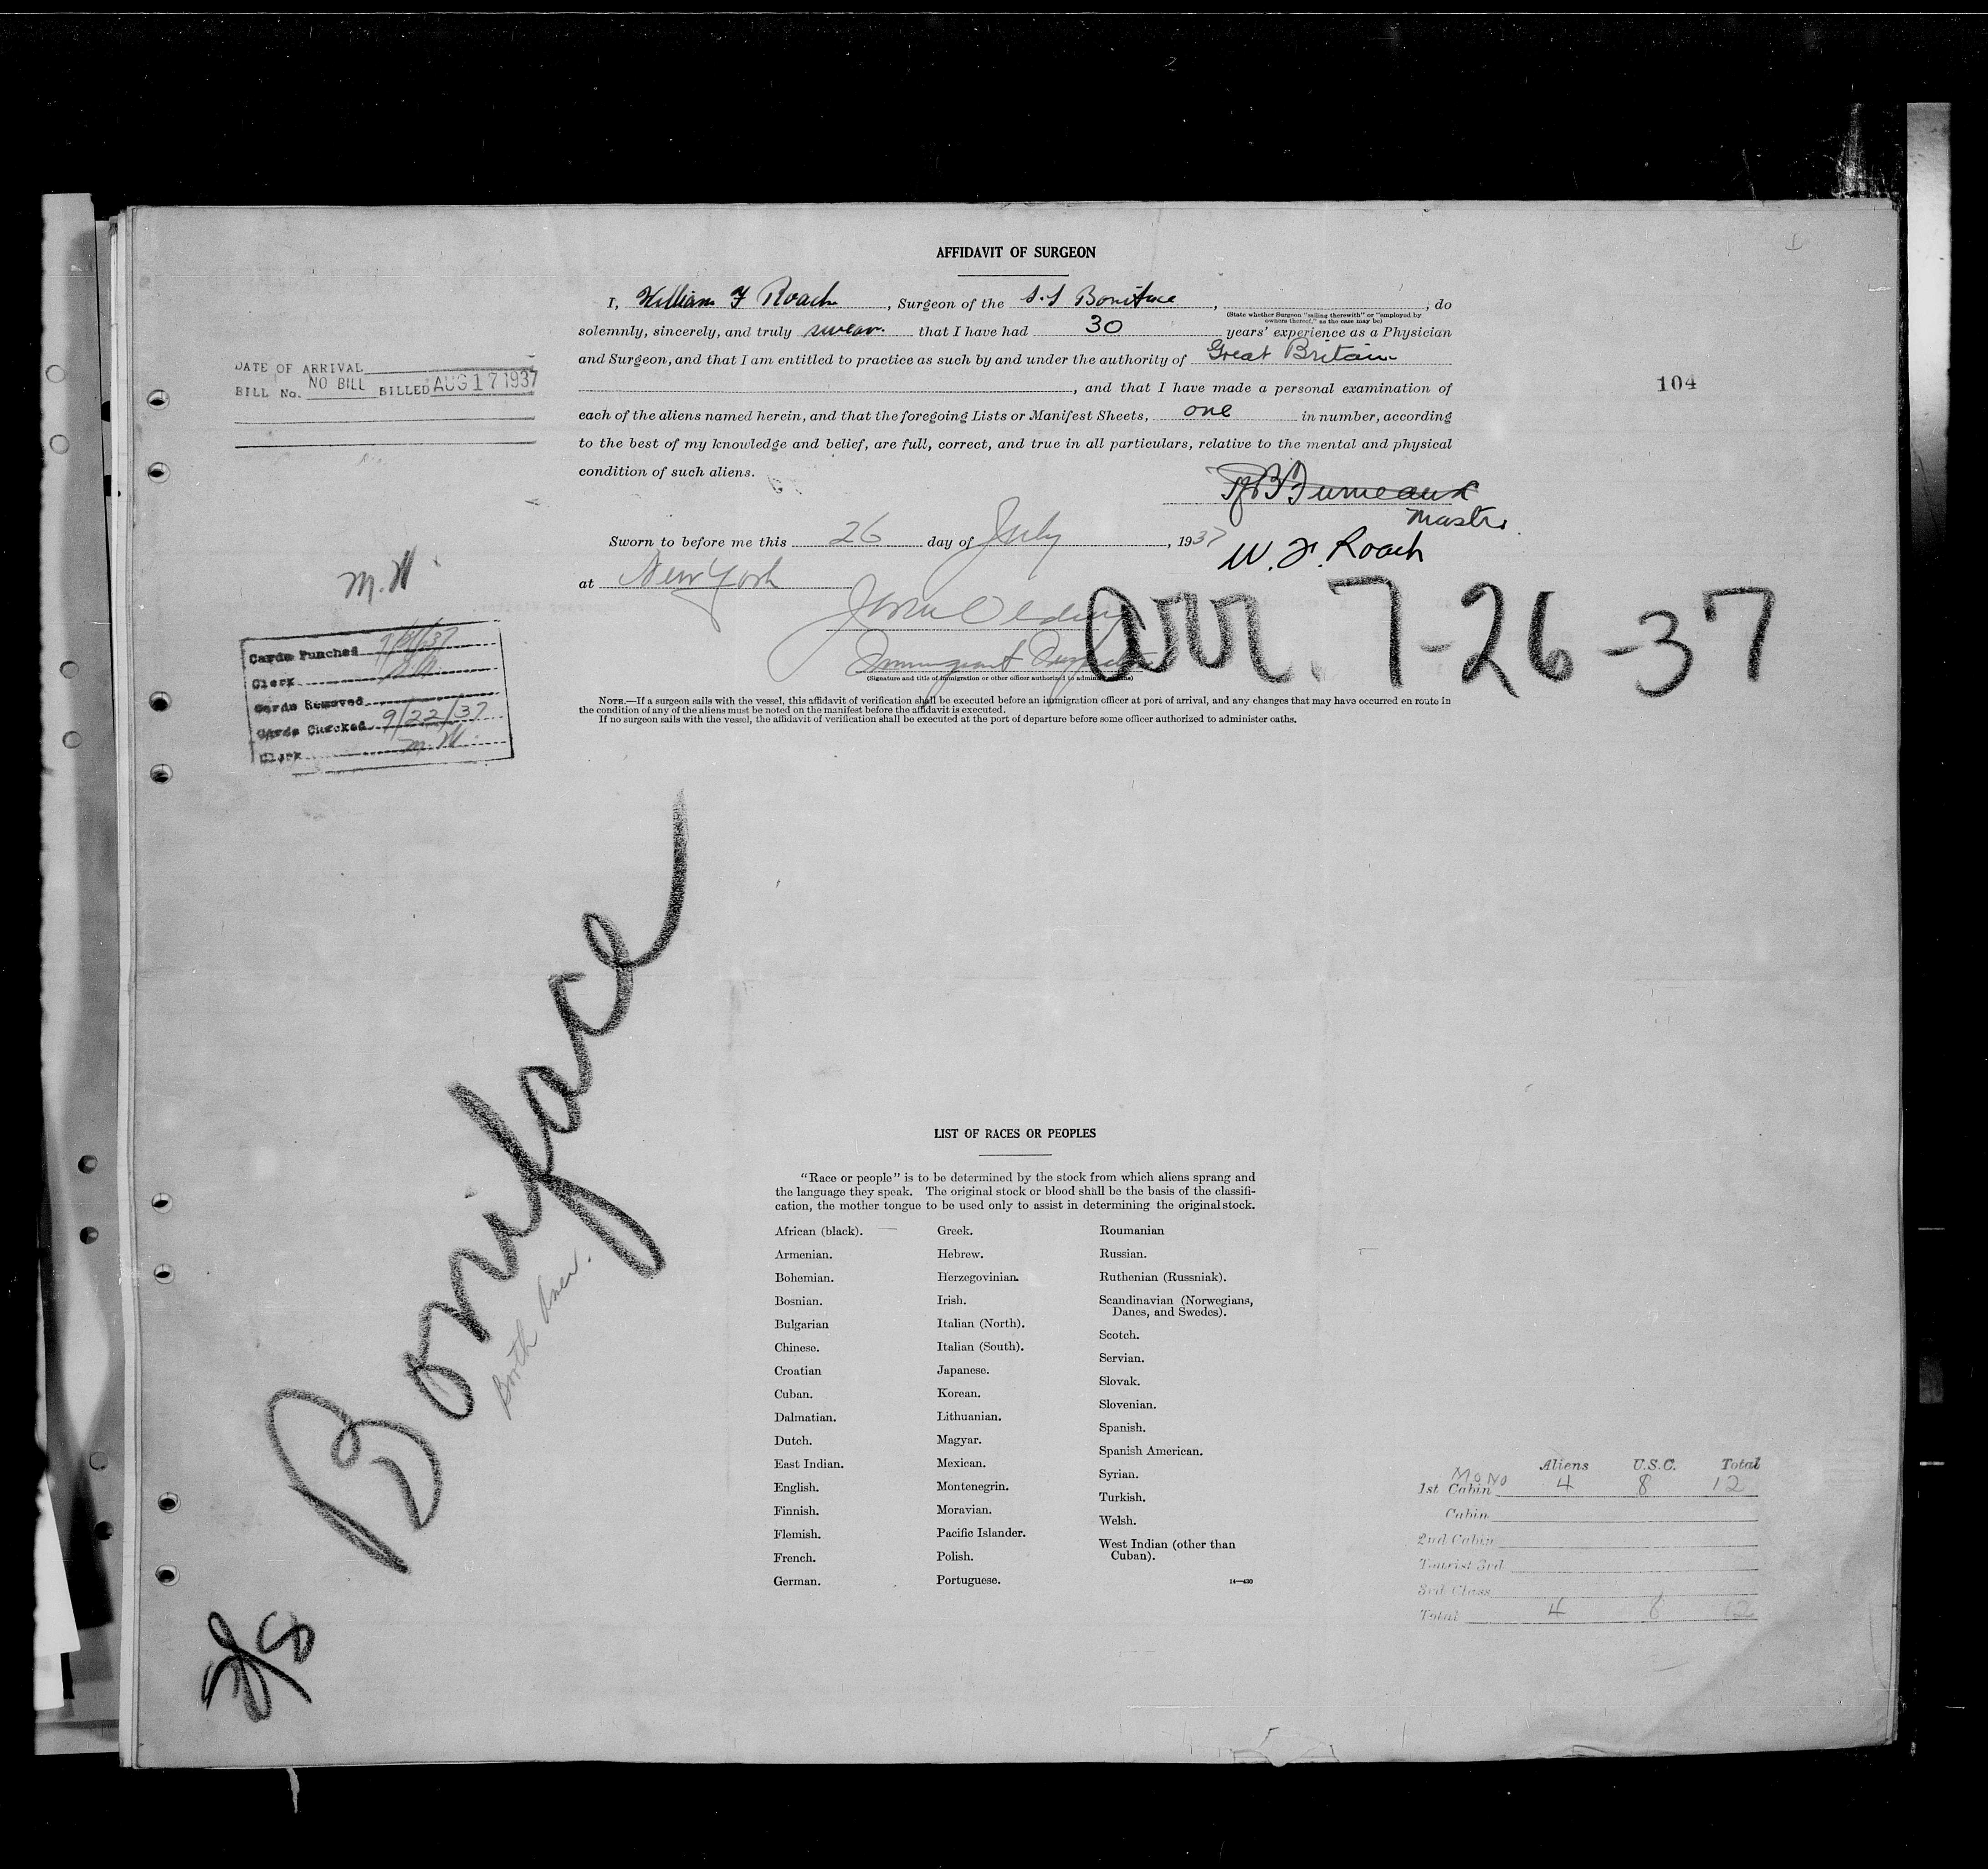 AFFIDAVIT OF SURGEON
I, William F Roach, Surgeon of the S.S Boniface, , do
(State whether Surgeon "sailing therewith" or "employed by
owners thereof," as the case may be)
solemnly, sincerely, and truly swear that I have had 30 years' experience as a Physician
and Surgeon, and that I am entitled to practice as such by and under the authority of Great Britain
, and that I have made a personal examination of
each of the aliens named herein, and that the foregoing Lists or Manifest Sheets, one in number, according
to the best of my knowledge and belief, are full, correct, and true in all particulars, relative to the mental and physical
condition of such aliens.
DATE OF ARRIVAL
BILL No. NO BILL BILLED AUG 17 1937
104
Furneaux
Master
Sworn to before me this 26 day of July, 1937
W. F. Roach
at New York
arr. 7-26-37
(Signature and title of immigration or other officer authorized to administer oaths)
NOTE.—If a surgeon sails with the vessel, this affidavit of verification shall be executed before an immigration officer at port of arrival, and any changes that may have occurred en route in
the condition of any of the aliens must be noted on the manifest before the affidavit is executed.
If no surgeon sails with the vessel, the affidavit of verification shall be executed at the port of departure before some officer authorized to administer oaths.
M.W.
Cards Punched
Clerk
Cards Removed
Cards Checked 9/22/37
Clerk M.W.
Boniface
LIST OF RACES OR PEOPLES
"Race or people" is to be determined by the stock from which aliens sprang and
the language they speak. The original stock or blood shall be the basis of the classifi-
cation, the mother tongue to be used only to assist in determining the original stock.
African (black).
Armenian.
Bohemian.
Bosnian.
Bulgarian
Chinese.
Croatian
Cuban.
Dalmatian.
Dutch.
East Indian.
English.
Finnish.
Flemish.
French.
German.
Greek.
Hebrew.
Herzegovinian.
Irish.
Italian (North).
Italian (South).
Japanese.
Korean.
Lithuanian.
Magyar.
Mexican.
Montenegrin.
Moravian.
Pacific Islander.
Polish.
Portuguese.
Roumanian
Russian.
Ruthenian (Russniak).
Scandinavian (Norwegians,
Danes, and Swedes).
Scotch.
Servian.
Slovak.
Slovenian.
Spanish.
Spanish American.
Syrian.
Turkish.
Welsh.
West Indian (other than
Cuban).
14—430
Aliens U.S.C. Total
1st Cabin 4 8 12
Cabin
2nd Cabin
Tourist 3rd
3rd Class
Total 4 8 12